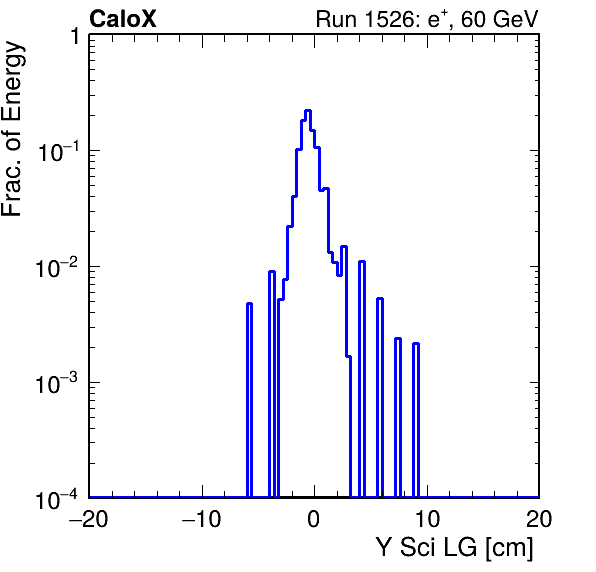 CaloX Run 1526: e⁺, 60 GeV
Frac. of Energy
1
10⁻¹
10⁻²
10⁻³
10⁻⁴
−20 −10 0 10 20
Y Sci LG [cm]